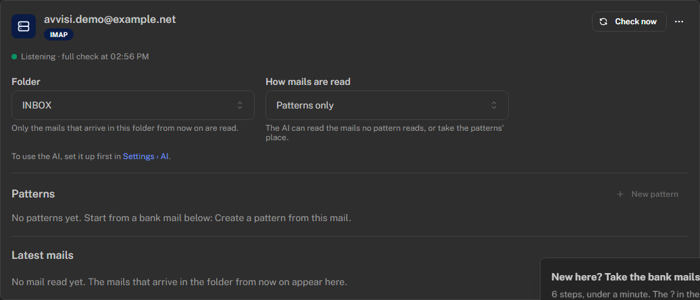 avvisi.demo@example.net
IMAP
Check now
Listening · full check at 02:56 PM
Folder
How mails are read
INBOX
Patterns only
Only the mails that arrive in this folder from now on are read.
The AI can read the mails no pattern reads, or take the patterns'
place.
To use the AI, set it up first in Settings › AI.
Patterns
New pattern
No patterns yet. Start from a bank mail below: Create a pattern from this mail.
Latest mails
No mail read yet. The mails that arrive in the folder from now on appear here.
New here? Take the bank mails
6 steps, under a minute. The ? in the